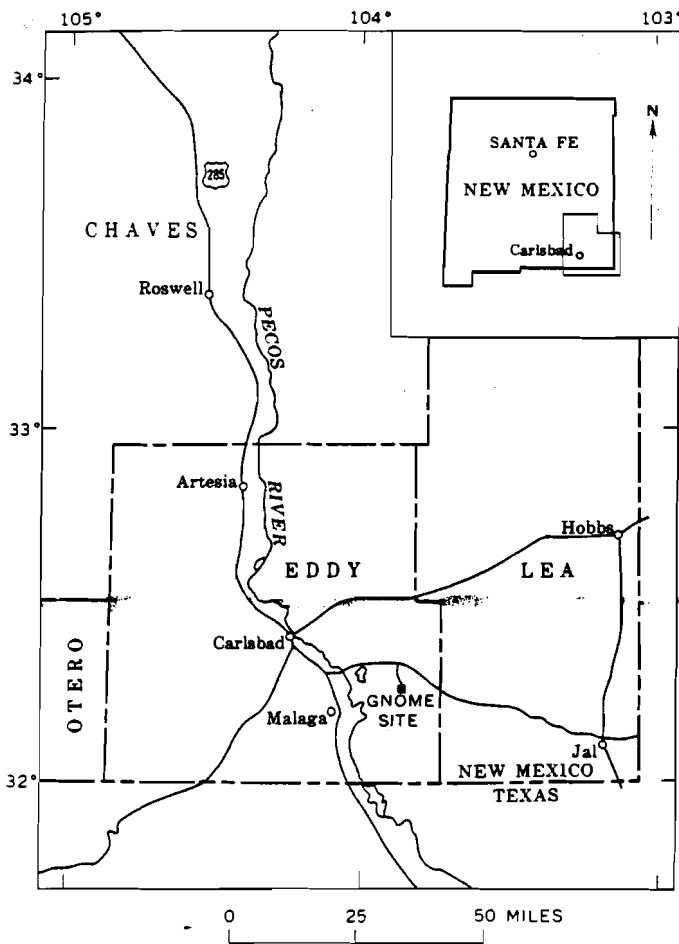 105° 104° 103°
34°
N
SANTA FE
NEW MEXICO
Carlsbad
285
CHAVES
Roswell
PECOS
33°
Artesia
RIVER
Hobbs
EDDY
LEA
Carlsbad
OTERO
GNOME
SITE
Malaga
Jal
NEW MEXICO
32°
TEXAS
0 25 50 MILES